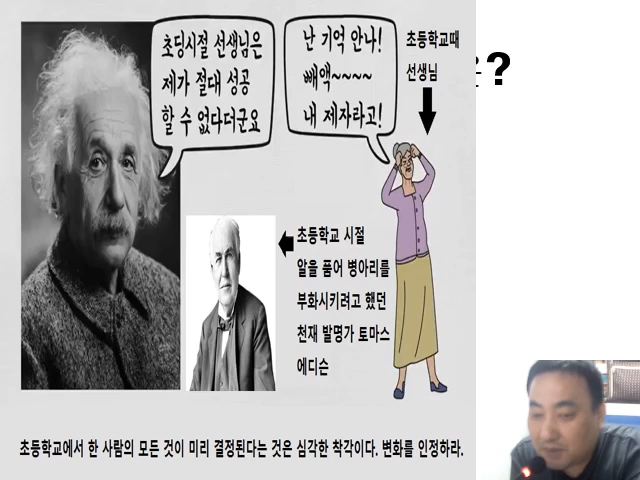 초딩시절 선생님은
제가 절대 성공
할 수 없다더군요
난 기억 안나!
빼액~~~~
내 제자라고!
초등학교때
선생님
?
초등학교 시절
알을 품어 병아리를
부화시키려고 했던
천재 발명가 토마스
에디슨
초등학교에서 한 사람의 모든 것이 미리 결정된다는 것은 심각한 착각이다. 변화를 인정하라.